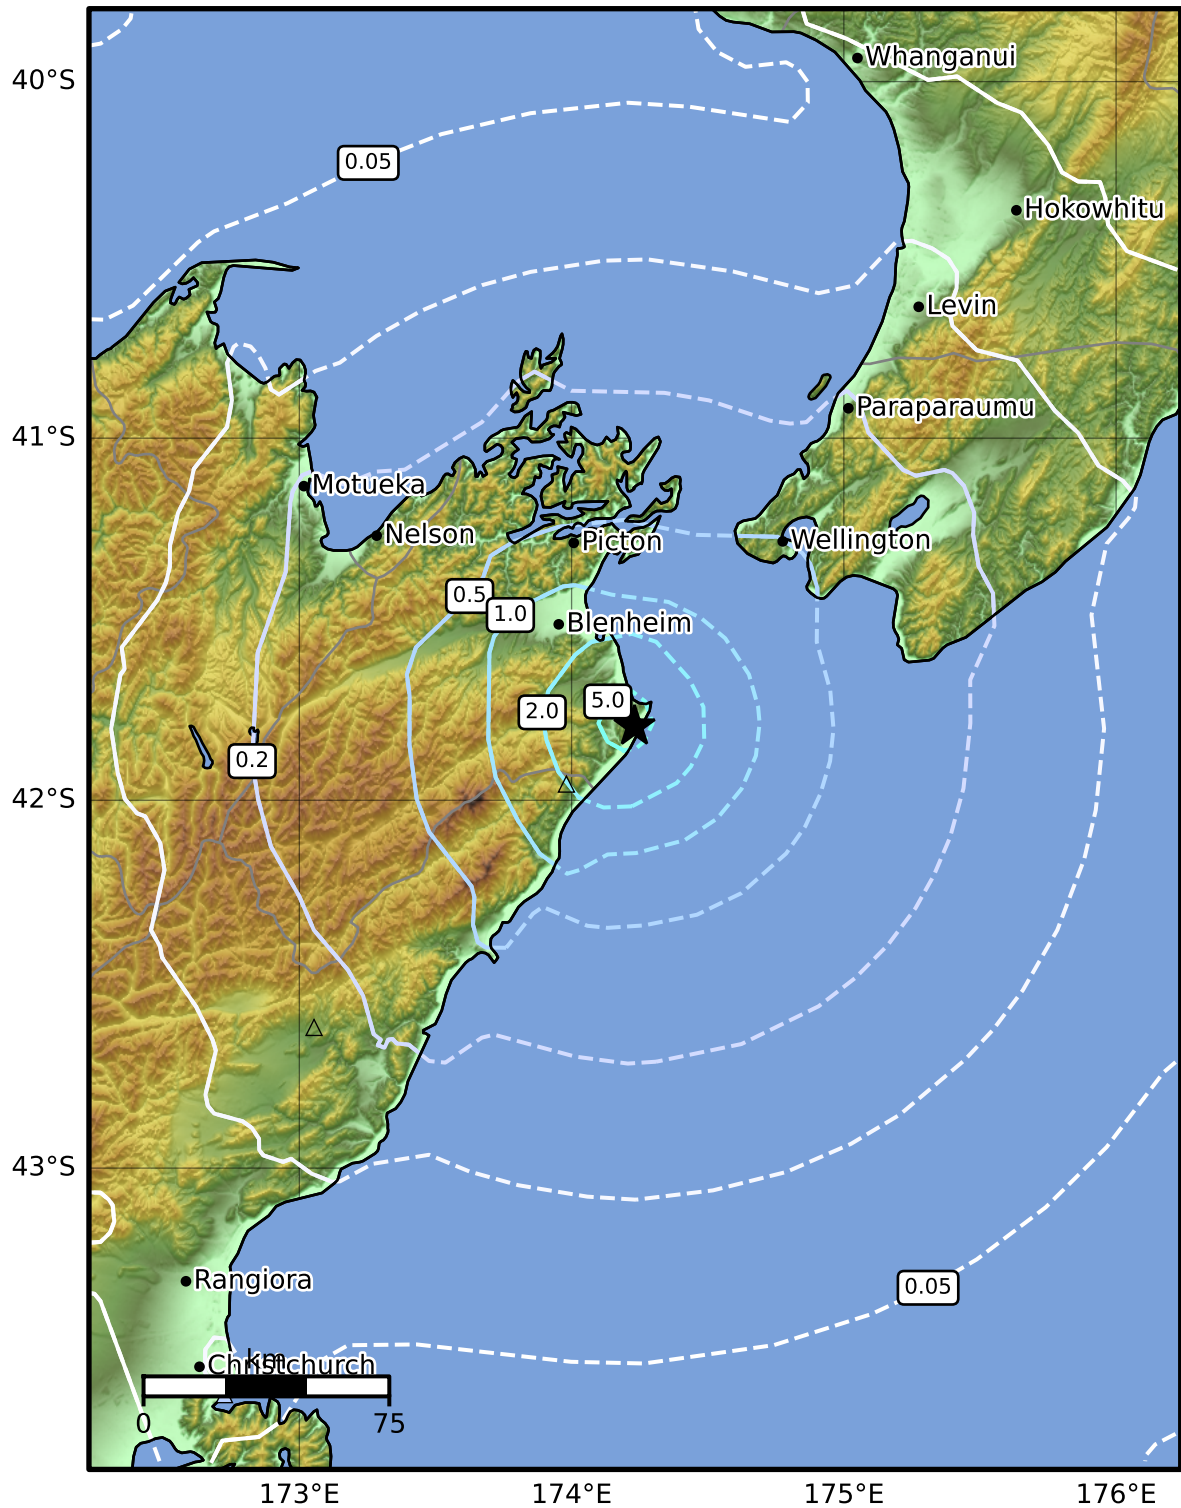 Whanganui
40°S
0.05
Hokowhitu
Levin
Paraparaumu
41°S
Motueka
Nelson
Picton
Wellington
0.5
1.0
Blenheim
5.0
2.0
0.2
42°S
43°S
Rangiora
0.05
km
Christchurch
0 75
173°E 174°E 175°E 176°E